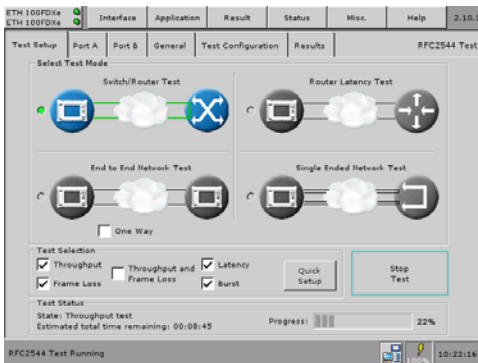 ETH 100FDXe
ETH 100FDXe
Interface Application Result Status Misc. Help 2.10.1
Test Setup Port A Port B General Test Configuration Results RFC2544 Test
Select Test Mode
Switch/Router Test Router Latency Test
End to End Network Test Single Ended Network Test
One Way
Test Selection
Throughput Throughput and Frame Loss Latency
Frame Loss Burst
Quick Setup
Stop Test
Test Status
State: Throughput test
Estimated total time remaining: 00:08:45
Progress: 22%
RFC2544 Test Running 100% 10:22:16